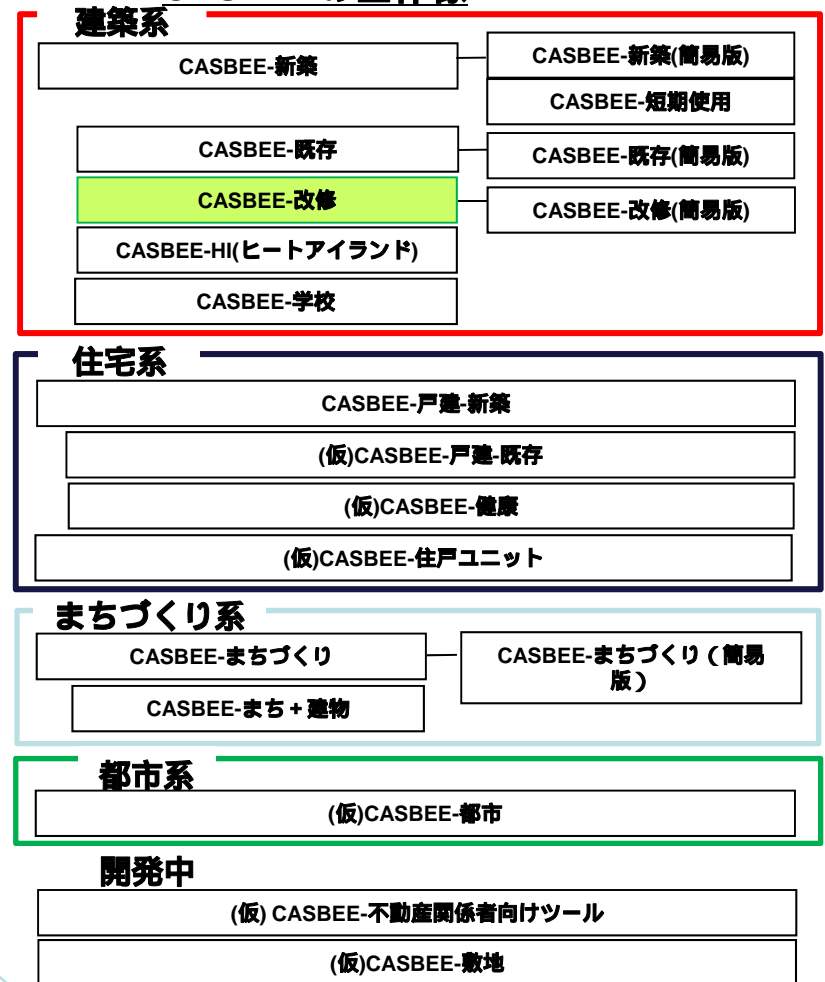 建築系
CASBEE-新築
CASBEE-新築(簡易版)
CASBEE-短期使用
CASBEE-既存
CASBEE-既存(簡易版)
CASBEE-改修
CASBEE-改修(簡易版)
CASBEE-HI(ヒートアイランド)
CASBEE-学校
住宅系
CASBEE-戸建-新築
(仮)CASBEE-戸建-既存
(仮)CASBEE-健康
(仮)CASBEE-住戸ユニット
まちづくり系
CASBEE-まちづくり
CASBEE-まちづくり（簡易
版）
CASBEE-まち＋建物
都市系
(仮)CASBEE-都市
開発中
(仮) CASBEE-不動産関係者向けツール
(仮)CASBEE-敷地